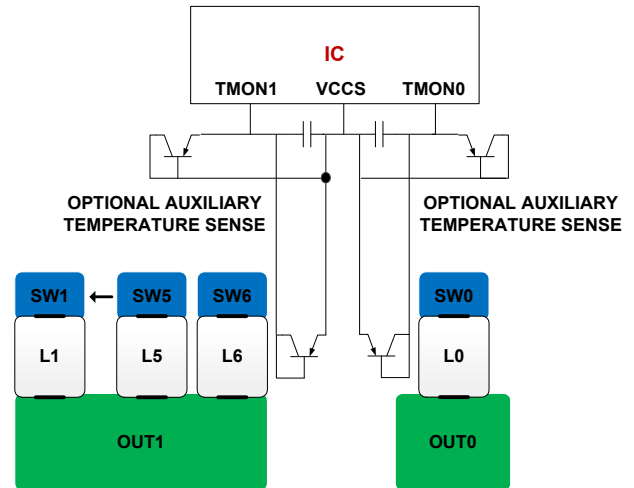 IC
TMON1 VCCS TMON0
OPTIONAL AUXILIARY
TEMPERATURE SENSE
OPTIONAL AUXILIARY
TEMPERATURE SENSE
SW1 SW5 SW6 SW0
L1 L5 L6 L0
OUT1 OUT0